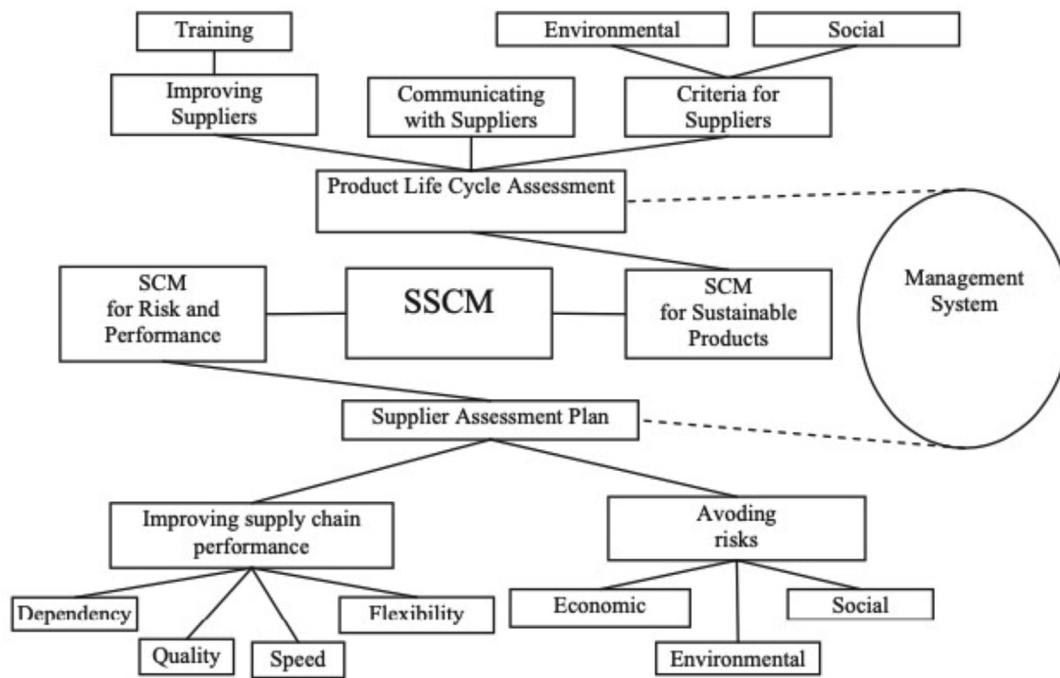 Training
Environmental
Social
Improving
Suppliers
Communicating
with Suppliers
Criteria for
Suppliers
Product Life Cycle Assessment
SCM
for Risk and
Performance
SSCM
SCM
for Sustainable
Products
Management
System
Supplier Assessment Plan
Improving supply chain
performance
Avoding
risks
Dependency
Flexibility
Quality
Speed
Economic
Social
Environmental